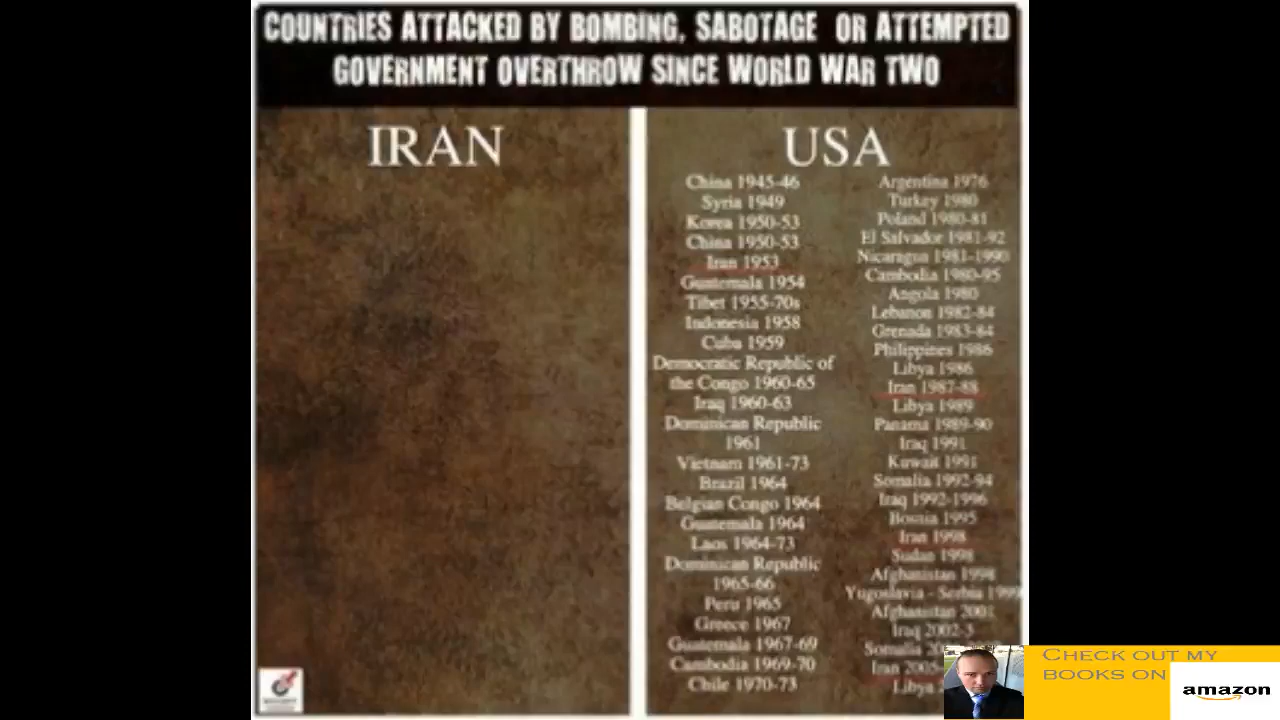 COUNTRIES ATTACKED BY BOMBING, SABOTAGE OR ATTEMPTED
GOVERNMENT OVERTHROW SINCE WORLD WAR TWO
IRAN
USA
China 1945-46
Syria 1949
Korea 1950-53
China 1950-53
Iran 1953
Guatemala 1954
Tibet 1955-70s
Indonesia 1958
Cuba 1959
Democratic Republic of
the Congo 1960-65
Iraq 1960-63
Dominican Republic
1961
Vietnam 1961-73
Brazil 1964
Belgian Congo 1964
Guatemala 1964
Laos 1964-73
Dominican Republic
1965-66
Peru 1965
Greece 1967
Guatemala 1967-69
Cambodia 1969-70
Chile 1970-73
Argentina 1976
Turkey 1980
Poland 1980-81
El Salvador 1981-92
Nicaragua 1981-1990
Cambodia 1980-95
Angola 1980
Lebanon 1982-84
Grenada 1983-84
Philippines 1986
Libya 1986
Iran 1987-88
Libya 1989
Panama 1989-90
Iraq 1991
Kuwait 1991
Somalia 1992-94
Iraq 1992-1996
Bosnia 1995
Iran 1998
Sudan 1998
Afghanistan 1998
Yugoslavia - Serbia 1999
Afghanistan 2001
Iraq 2002-3
Somalia
Iran
Libya
CHECK OUT MY
BOOKS ON
amazon